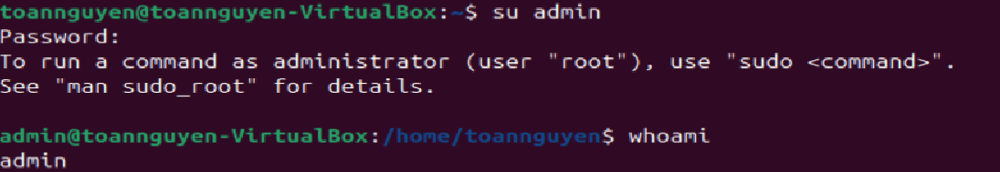 toannguyen@toannguyen-VirtualBox:~$ su admin
Password:
To run a command as administrator (user "root"), use "sudo <command>".
See "man sudo_root" for details.
admin@toannguyen-VirtualBox:/home/toannguyen$ whoami
admin